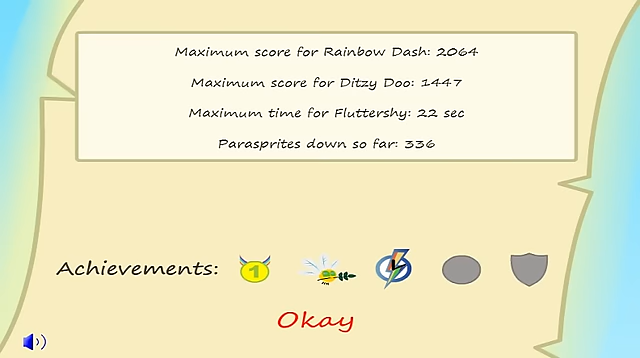 Maximum score for Rainbow Dash: 2064
Maximum score for Ditzy Doo: 1447
Maximum time for Fluttershy: 22 sec
Parasprites down so far: 336
Achievements: 1
Okay